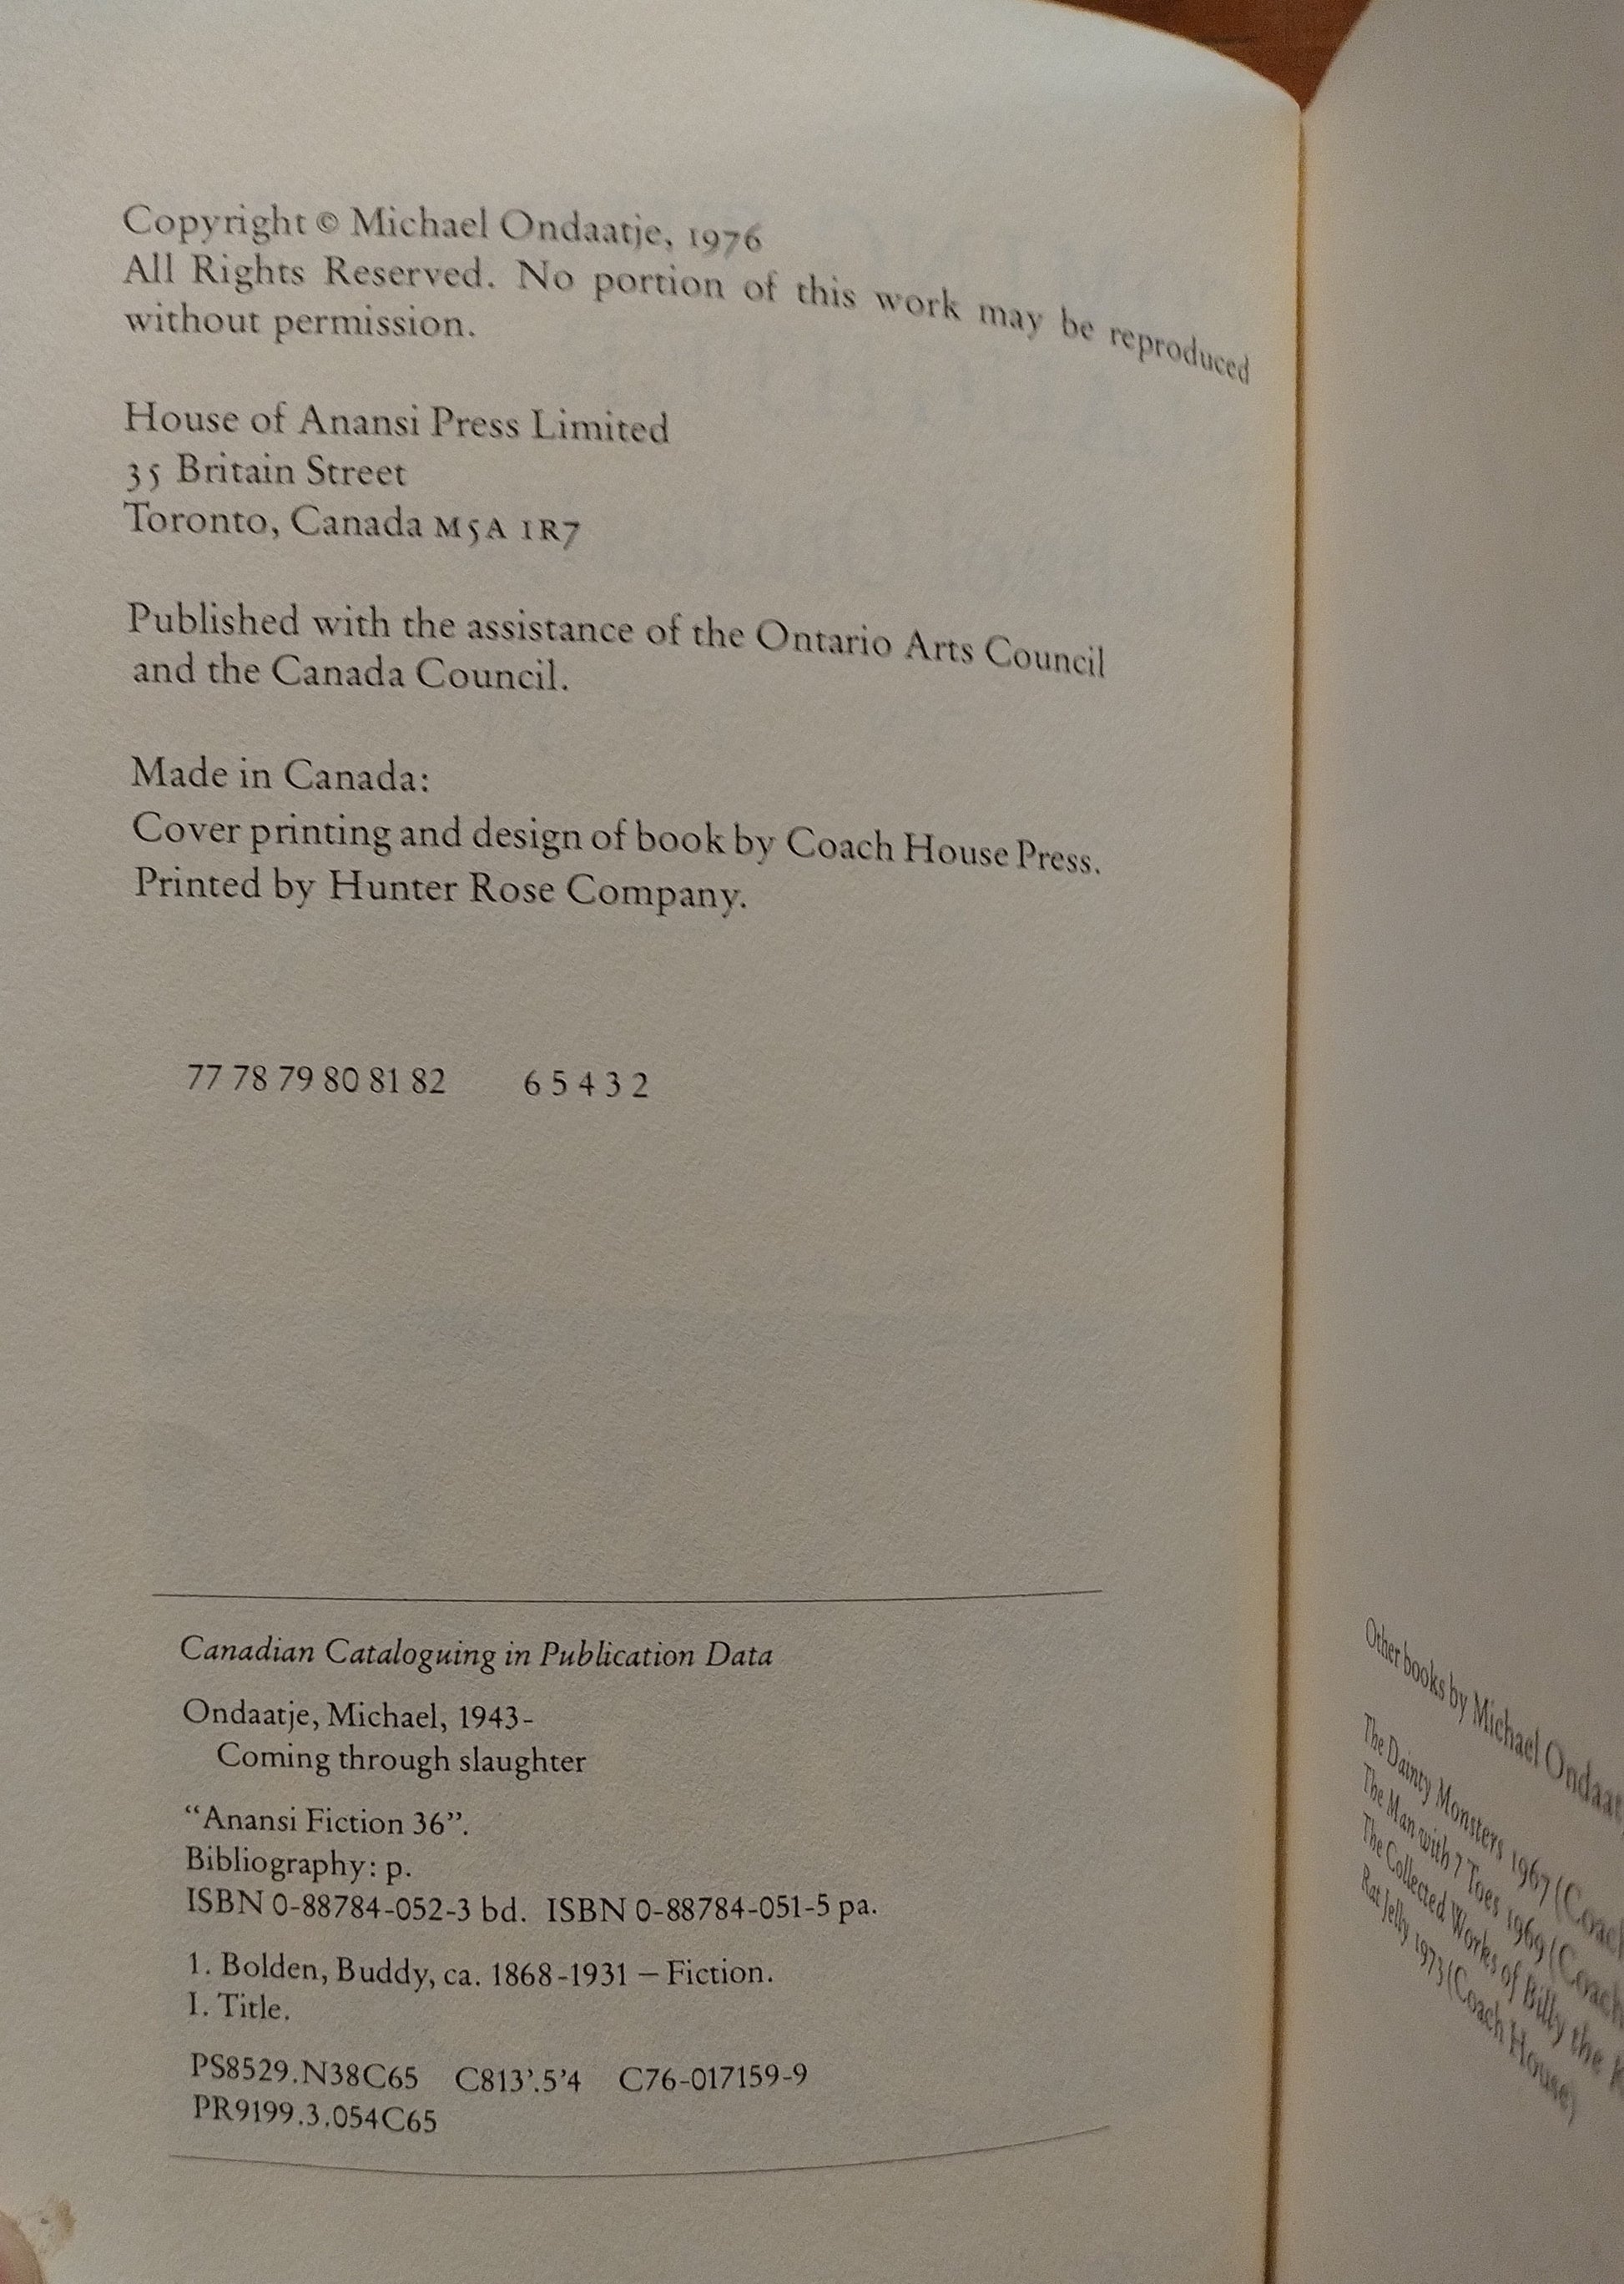 Copyright © Michael Ondaatje, 1976
All Rights Reserved. No portion of this work may be reproduced
without permission.
House of Anansi Press Limited
35 Britain Street
Toronto, Canada M5A 1R7
Published with the assistance of the Ontario Arts Council
and the Canada Council.
Made in Canada:
Cover printing and design of book by Coach House Press.
Printed by Hunter Rose Company.
77 78 79 80 81 82 6 5 4 3 2
Canadian Cataloguing in Publication Data
Ondaatje, Michael, 1943-
Coming through slaughter
“Anansi Fiction 36”.
Bibliography: p.
ISBN 0-88784-052-3 bd. ISBN 0-88784-051-5 pa.
1. Bolden, Buddy, ca. 1868-1931 — Fiction.
I. Title.
PS8529.N38C65 C813’.5’4 C76-017159-9
PR9199.3.054C65
Other books by Michael
The Dainty Monsters 1967
The Man with 7 Toes 1969
The Collected Works of Billy the
Rat Jelly 1973 (Coach House)